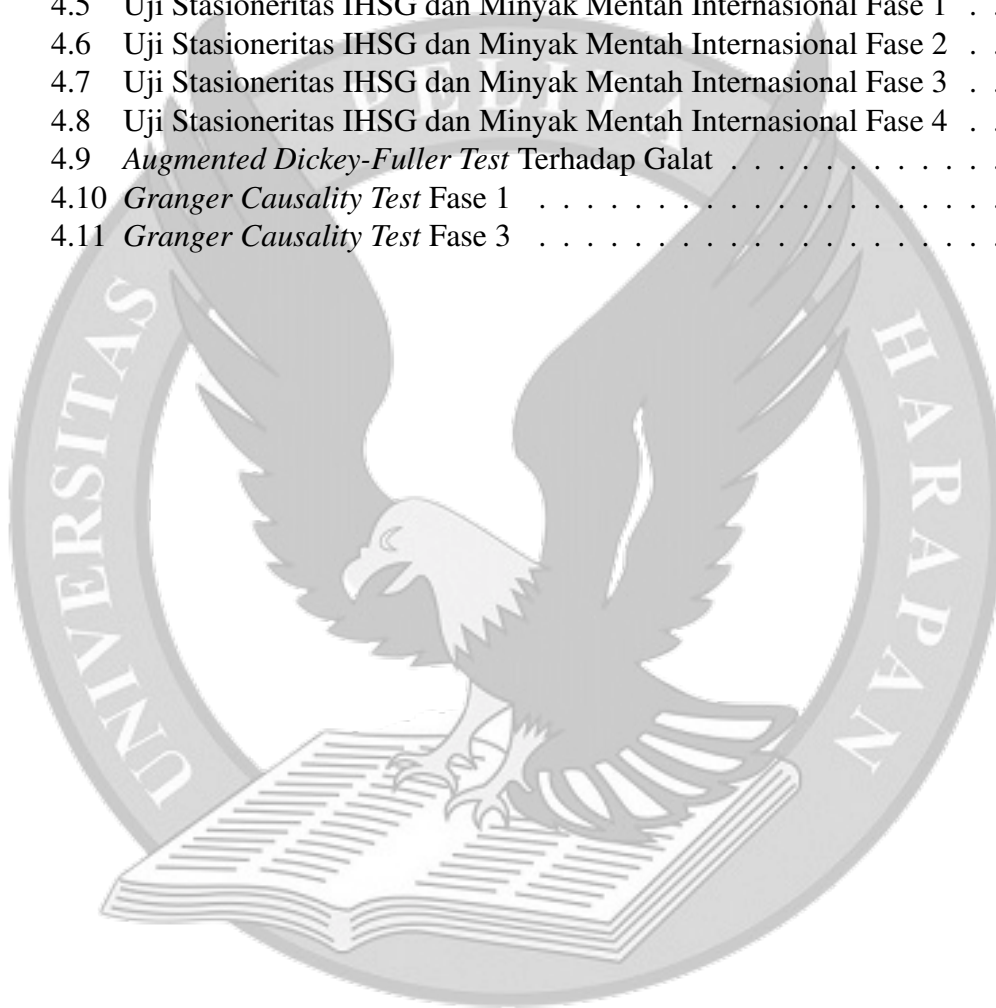 4.5 Uji Stasioneritas IHSG dan Minyak Mentah Internasional Fase 1 . .
4.6 Uji Stasioneritas IHSG dan Minyak Mentah Internasional Fase 2 . .
4.7 Uji Stasioneritas IHSG dan Minyak Mentah Internasional Fase 3 . .
4.8 Uji Stasioneritas IHSG dan Minyak Mentah Internasional Fase 4 . .
4.9 Augmented Dickey-Fuller Test Terhadap Galat . . . . . . . . . . . .
4.10 Granger Causality Test Fase 1 . . . . . . . . . . . . . . . . . . . .
4.11 Granger Causality Test Fase 3 . . . . . . . . . . . . . . . . . . . .
UNIVERSITAS
PELITA
HARAPAN